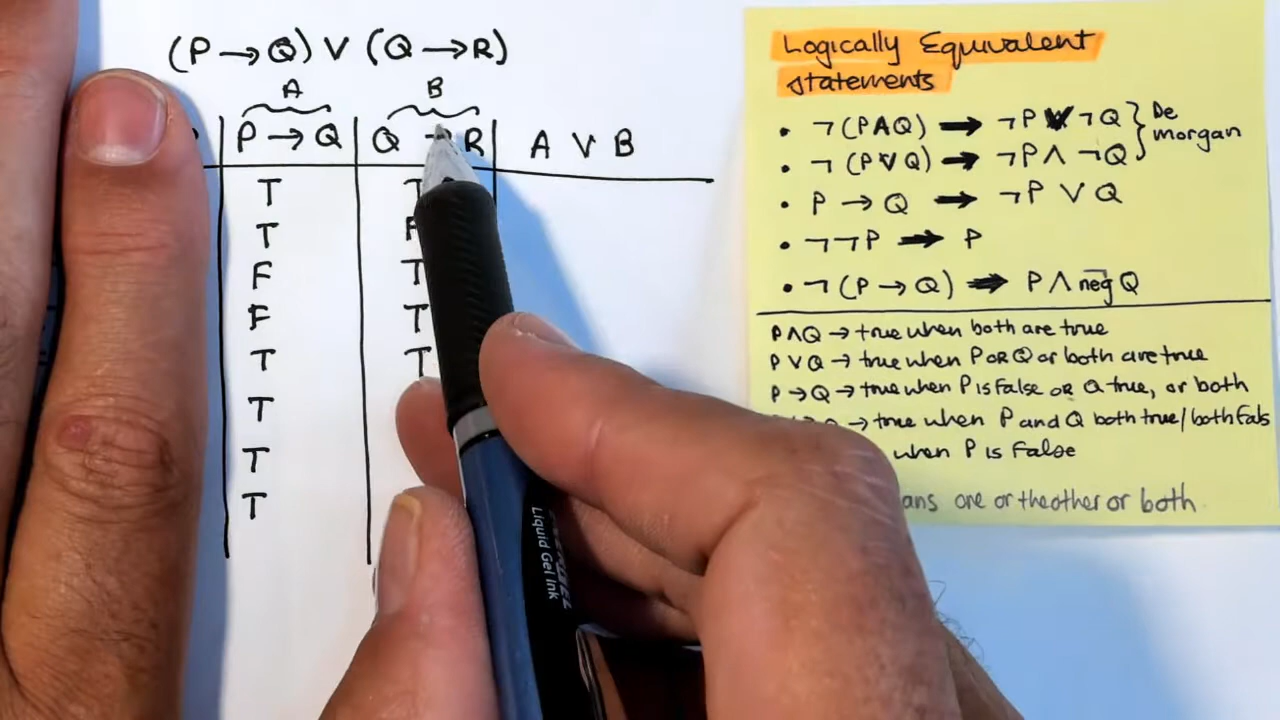 (P → Q) ∨ (Q → R)
A B
P → Q Q → R A ∨ B
T T
T F
F T
F T
T T
T
T
T
Logically Equivalent
statements
• ¬(P∧Q) → ¬P ∨ ¬Q
• ¬(P∨Q) → ¬P ∧ ¬Q
De
morgan
• P → Q → ¬P ∨ Q
• ¬¬P → P
• ¬(P → Q) → P ∧ neg Q
P∧Q → true when both are true
P∨Q → true when P OR Q or both are true
P→Q → true when P is False OR Q true, or both
→ true when P and Q both true/both Fals
when P is False
one or the other or both
Liquid Gel Ink